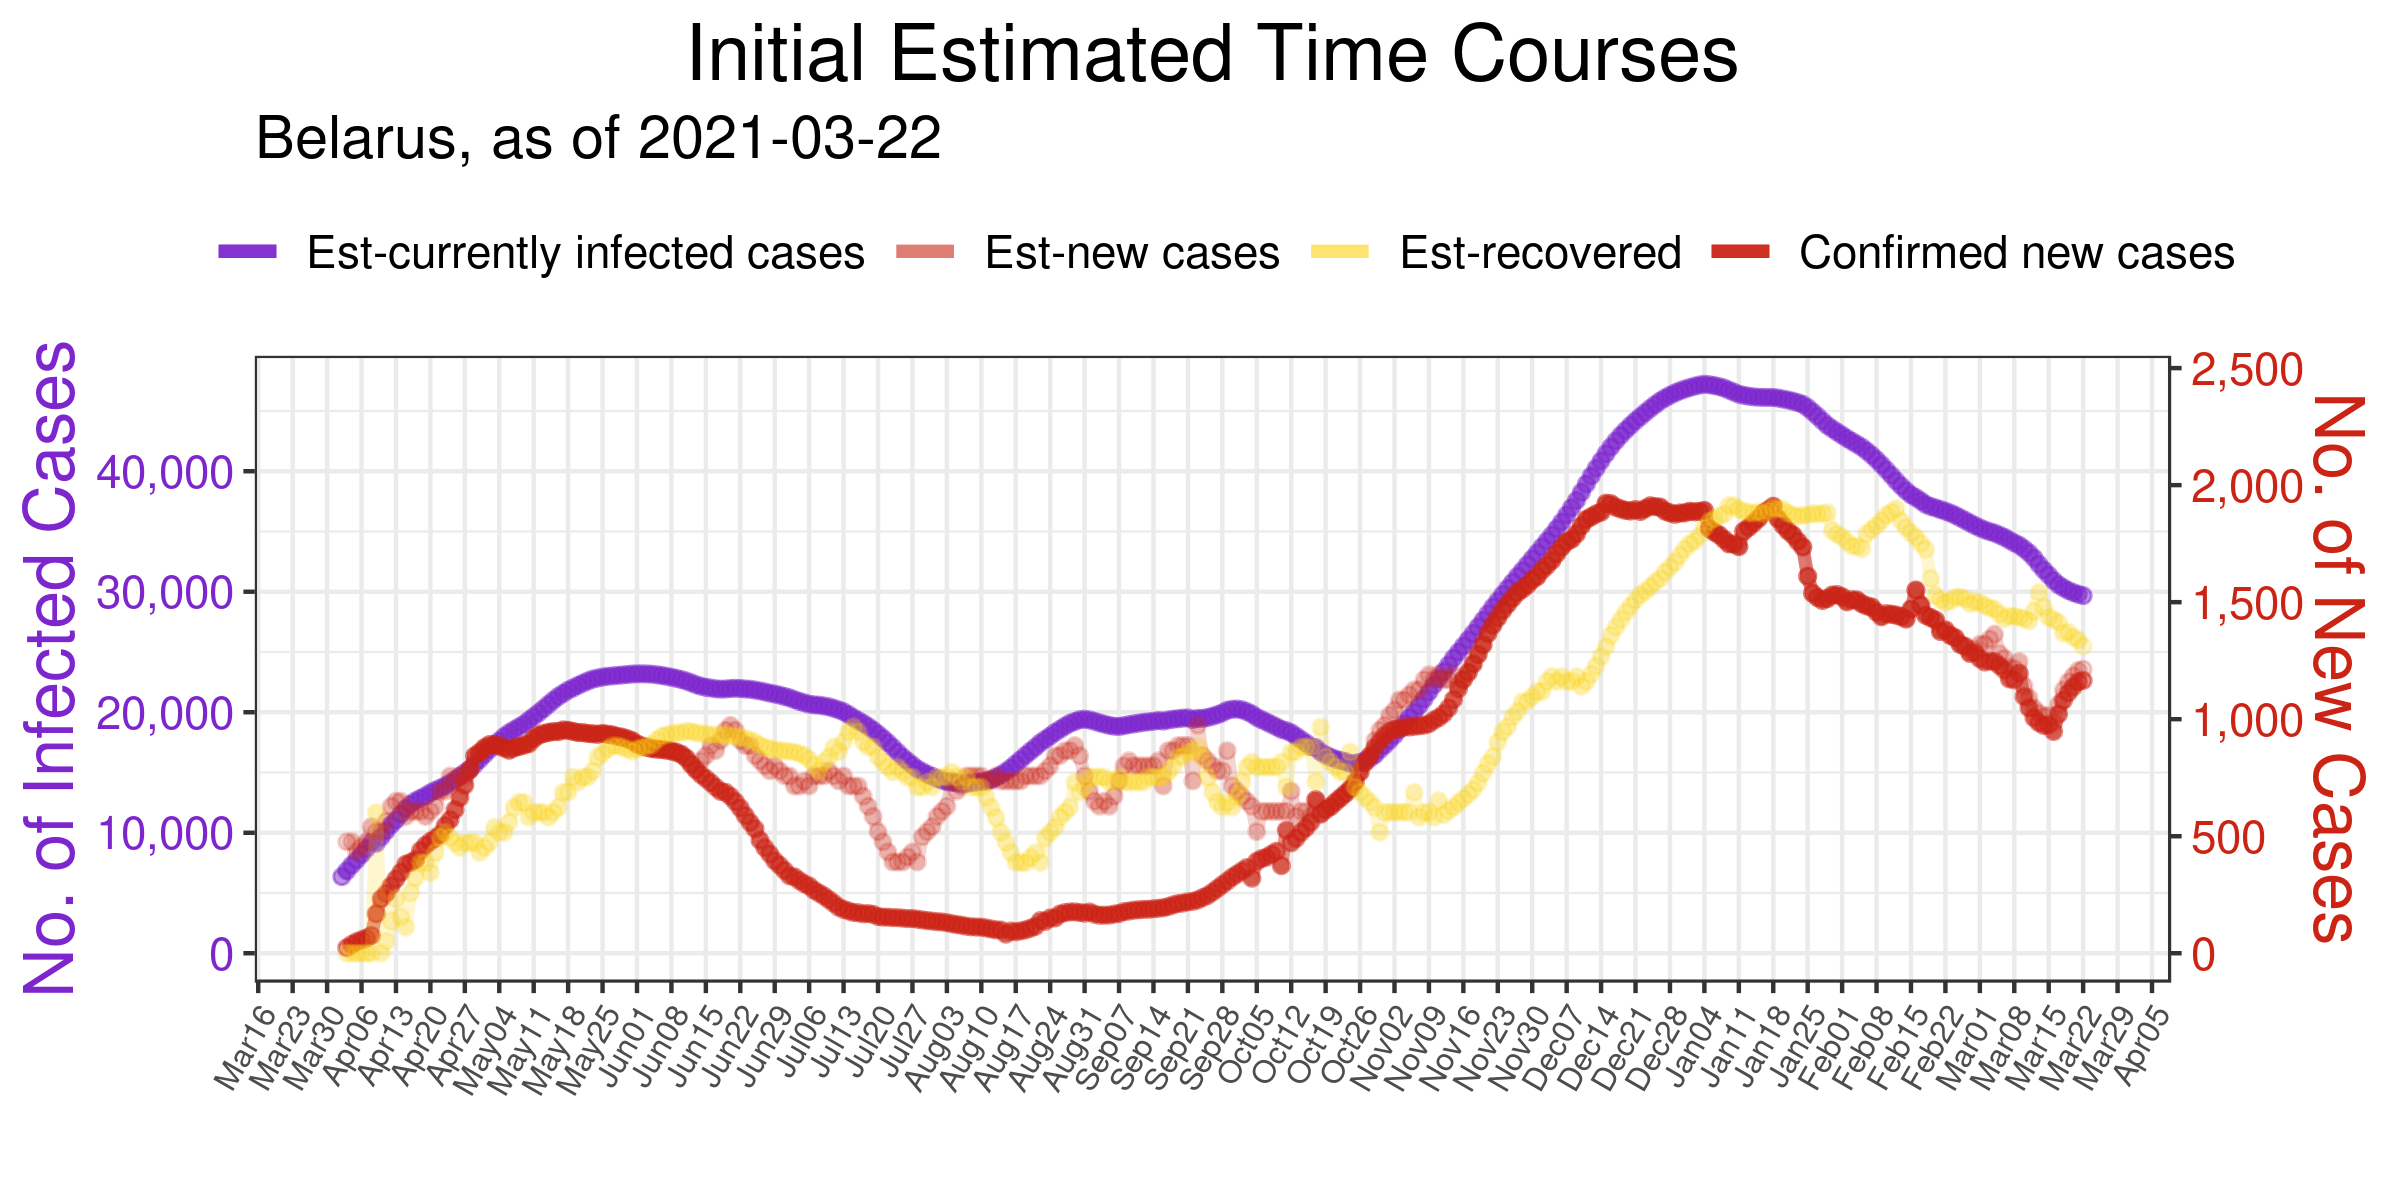 Initial Estimated Time Courses
Belarus, as of 2021-03-22
Est-currently infected cases
Est-new cases
Est-recovered
Confirmed new cases
No. of Infected Cases
40,000
30,000
20,000
10,000
0
2,500
2,000
1,500
1,000
500
0
No. of New Cases
Mar16
Mar23
Mar30
Apr06
Apr13
Apr20
Apr27
May04
May11
May18
May25
Jun01
Jun08
Jun15
Jun22
Jun29
Jul06
Jul13
Jul20
Jul27
Aug03
Aug10
Aug17
Aug24
Aug31
Sep07
Sep14
Sep21
Sep28
Oct05
Oct12
Oct19
Oct26
Nov02
Nov09
Nov16
Nov23
Nov30
Dec07
Dec14
Dec21
Dec28
Jan04
Jan11
Jan18
Jan25
Feb01
Feb08
Feb15
Feb22
Mar01
Mar08
Mar15
Mar22
Mar29
Apr05